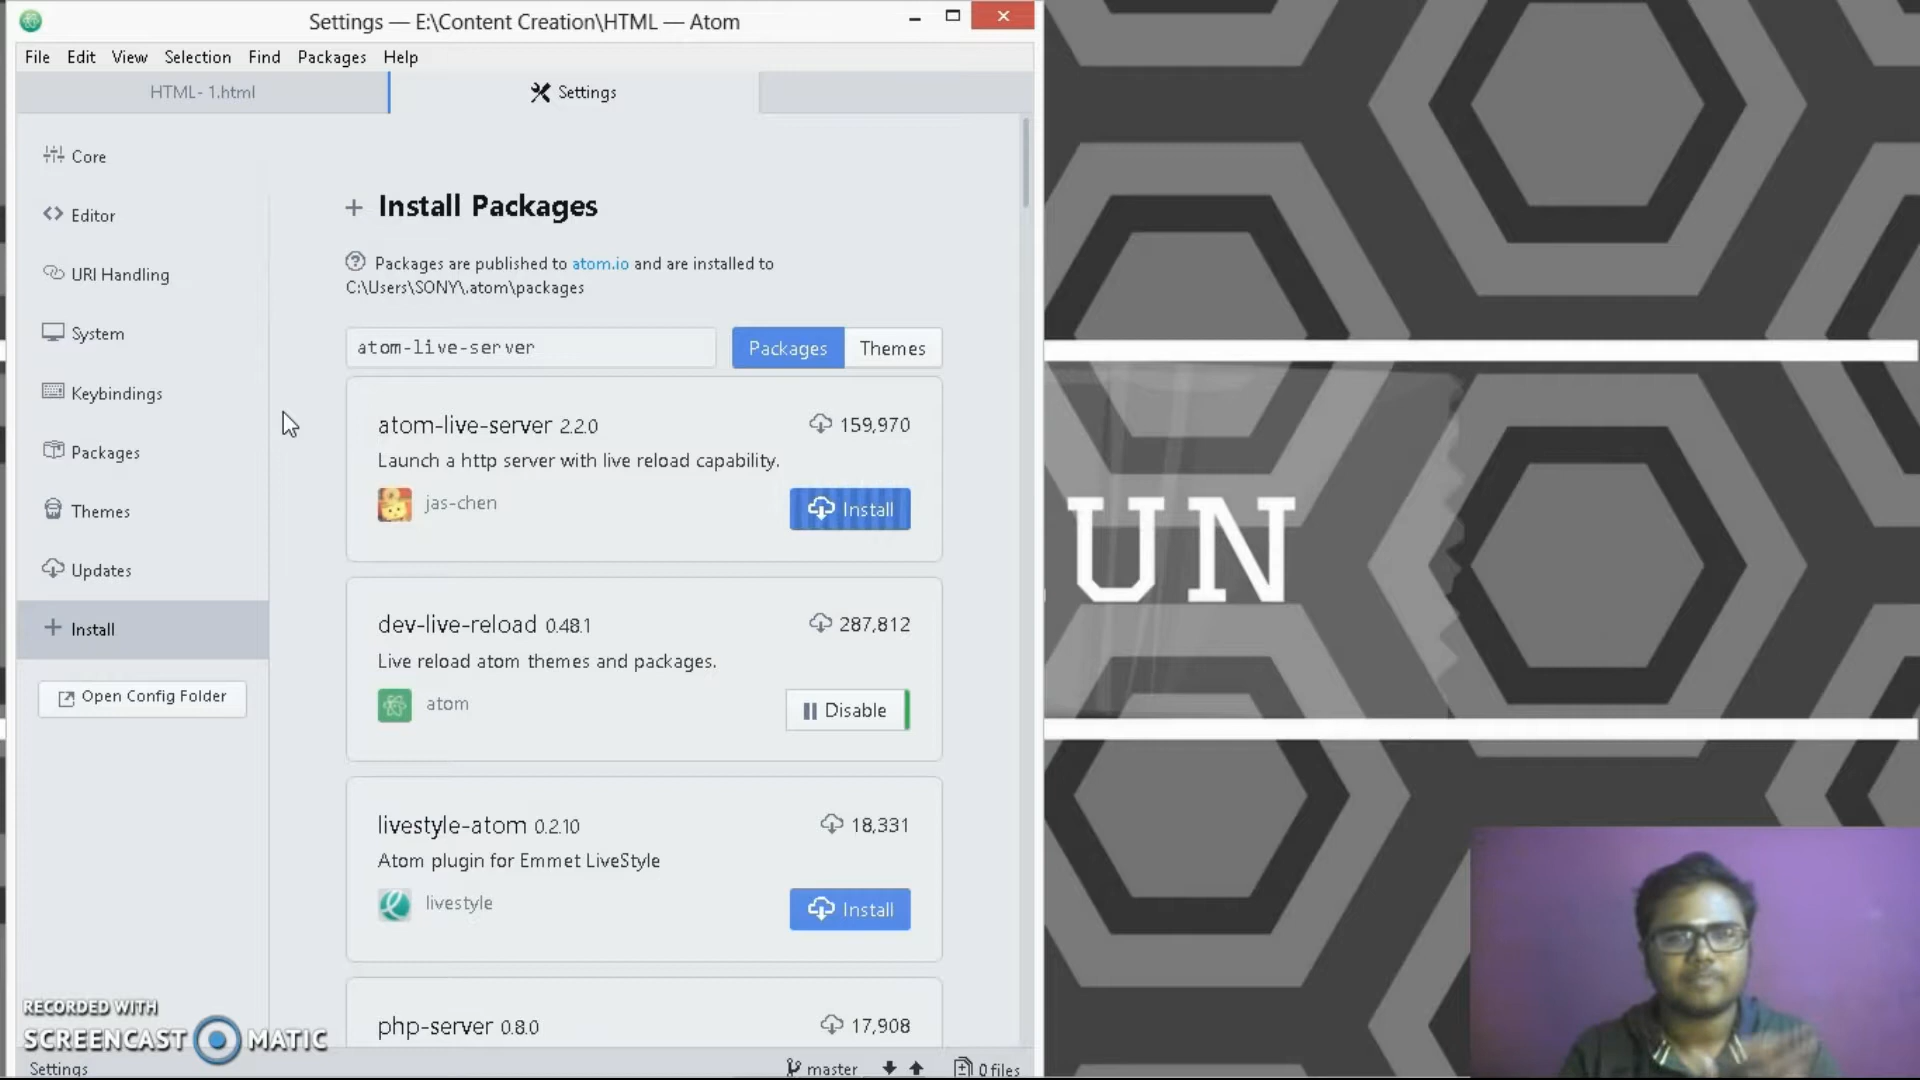 Settings — E:\Content Creation\HTML — Atom
File Edit View Selection Find Packages Help
HTML- 1.html
Settings
Core
Editor
URI Handling
System
Keybindings
Packages
Themes
Updates
Install
Open Config Folder
Install Packages
Packages are published to atom.io and are installed to
C:\Users\SONY\.atom\packages
atom-live-server
Packages Themes
atom-live-server 2.2.0 159,970
Launch a http server with live reload capability.
jas-chen
Install
dev-live-reload 0.48.1 287,812
Live reload atom themes and packages.
atom
Disable
livestyle-atom 0.2.10 18,331
Atom plugin for Emmet LiveStyle
livestyle
Install
php-server 0.8.0 17,908
UN
RECORDED WITH
SCREENCAST MATIC
Settings
master
0 files